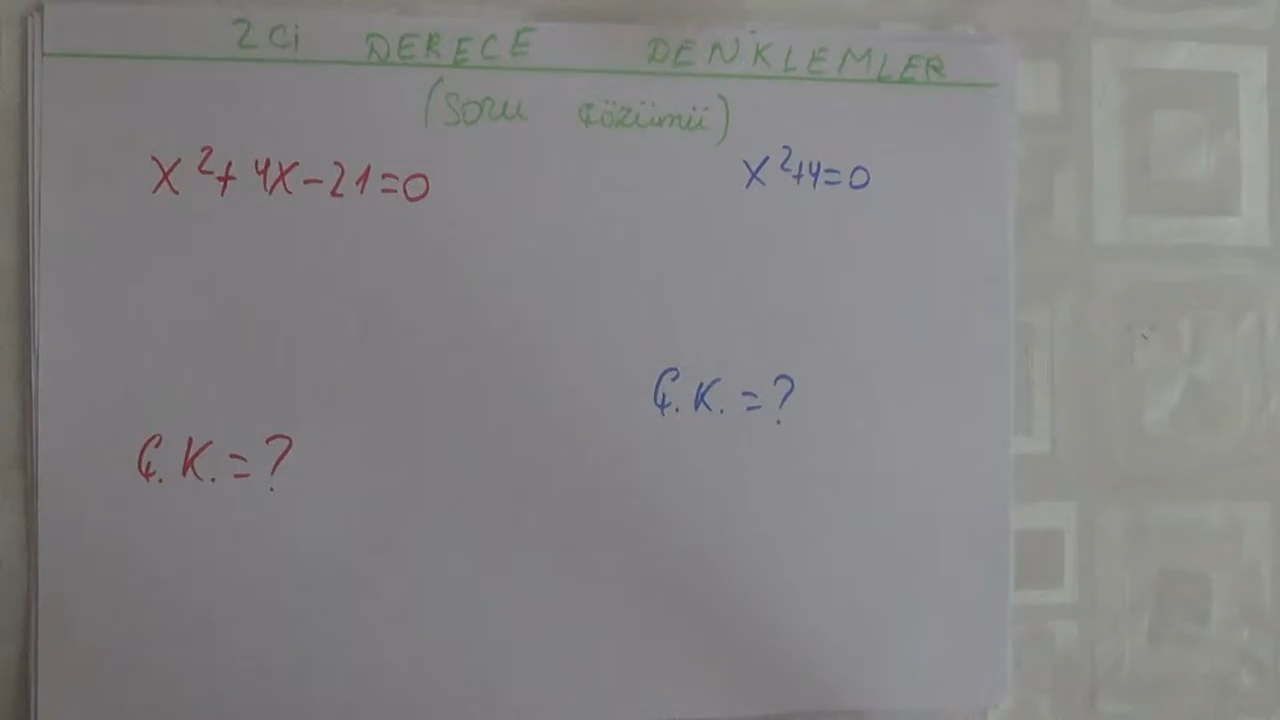 2Ci DERECE DENKLEMLER
(Soru Çözümü)
x²+4x-21=0
x²+4=0
Ç.K.=?
Ç.K.=?